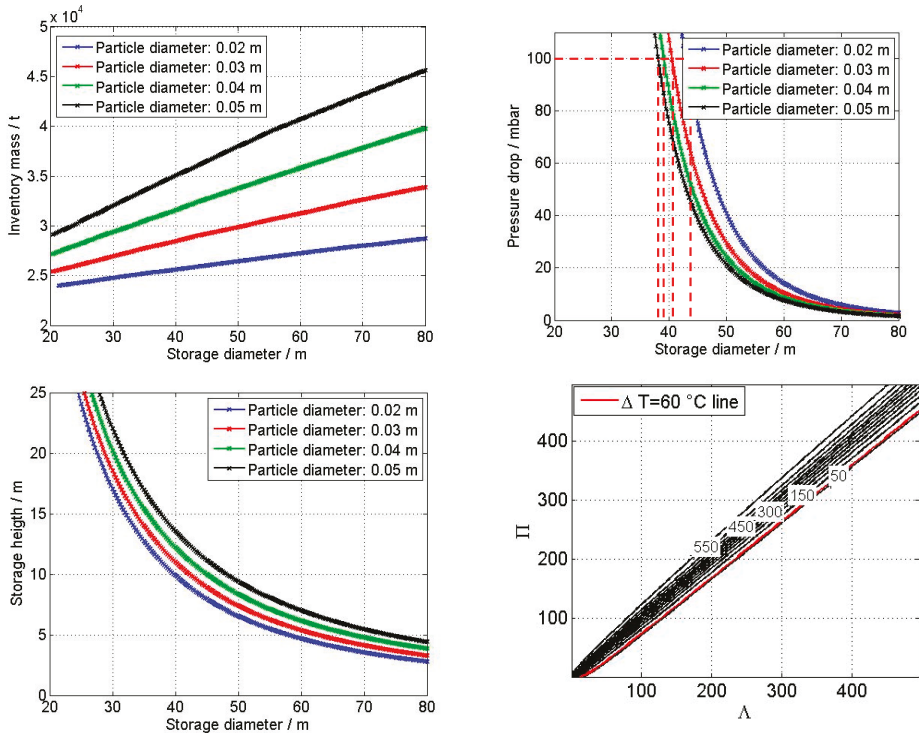 x 10⁴
5
4.5
4
3.5
3
2.5
2
20 30 40 50 60 70 80
Inventory mass / t
Storage diameter / m
Particle diameter: 0.02 m
Particle diameter: 0.03 m
Particle diameter: 0.04 m
Particle diameter: 0.05 m
100
80
60
40
20
0
20 30 40 50 60 70 80
Pressure drop / mbar
Storage diameter / m
Particle diameter: 0.02 m
Particle diameter: 0.03 m
Particle diameter: 0.04 m
Particle diameter: 0.05 m
25
20
15
10
5
0
20 30 40 50 60 70 80
Storage heigth / m
Storage diameter / m
Particle diameter: 0.02 m
Particle diameter: 0.03 m
Particle diameter: 0.04 m
Particle diameter: 0.05 m
Δ T=60 °C line
400
300
200
100
100 200 300 400
Π
Λ
50
150
300
450
550